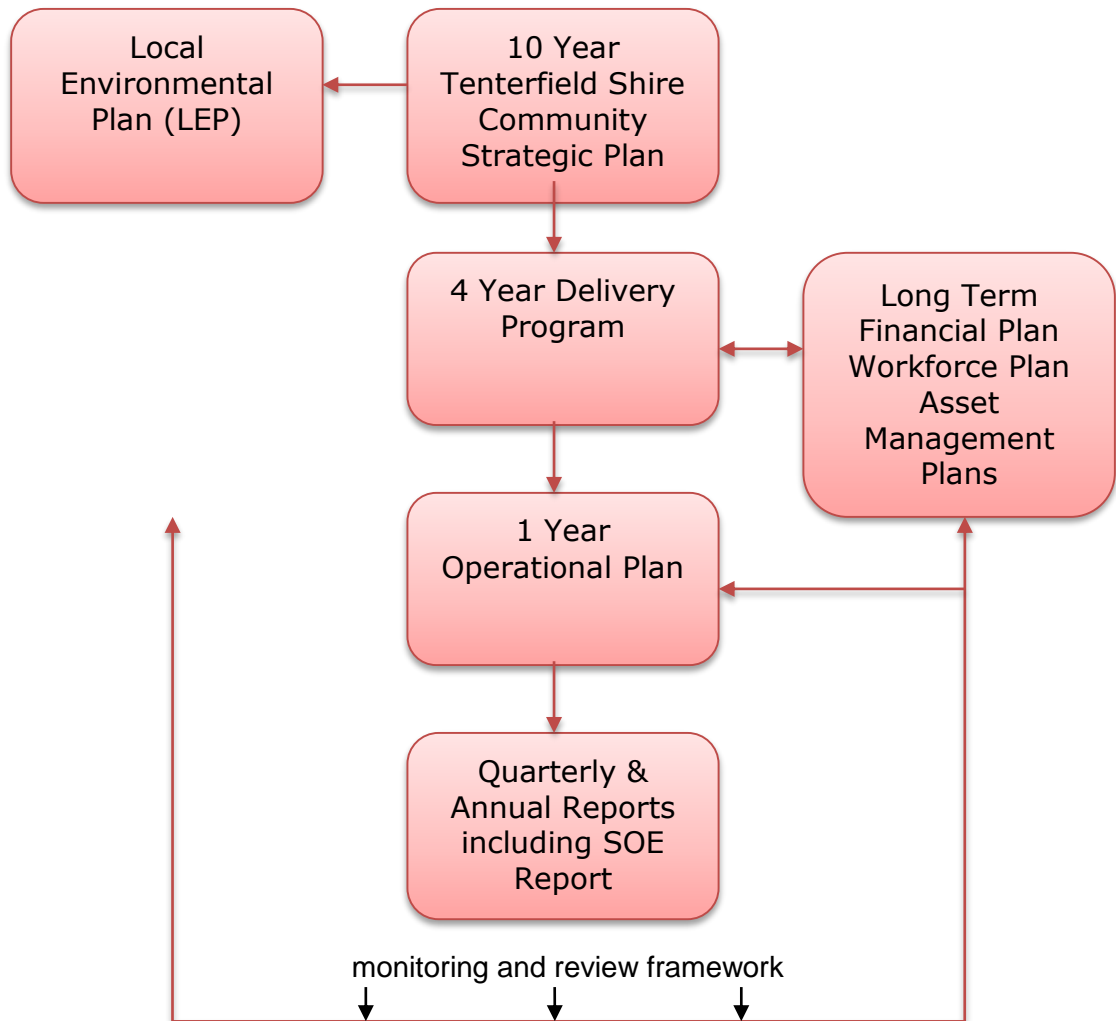 Local
Environmental
Plan (LEP)
10 Year
Tenterfield Shire
Community
Strategic Plan
4 Year Delivery
Program
Long Term
Financial Plan
Workforce Plan
Asset
Management
Plans
1 Year
Operational Plan
Quarterly &
Annual Reports
including SOE
Report
monitoring and review framework